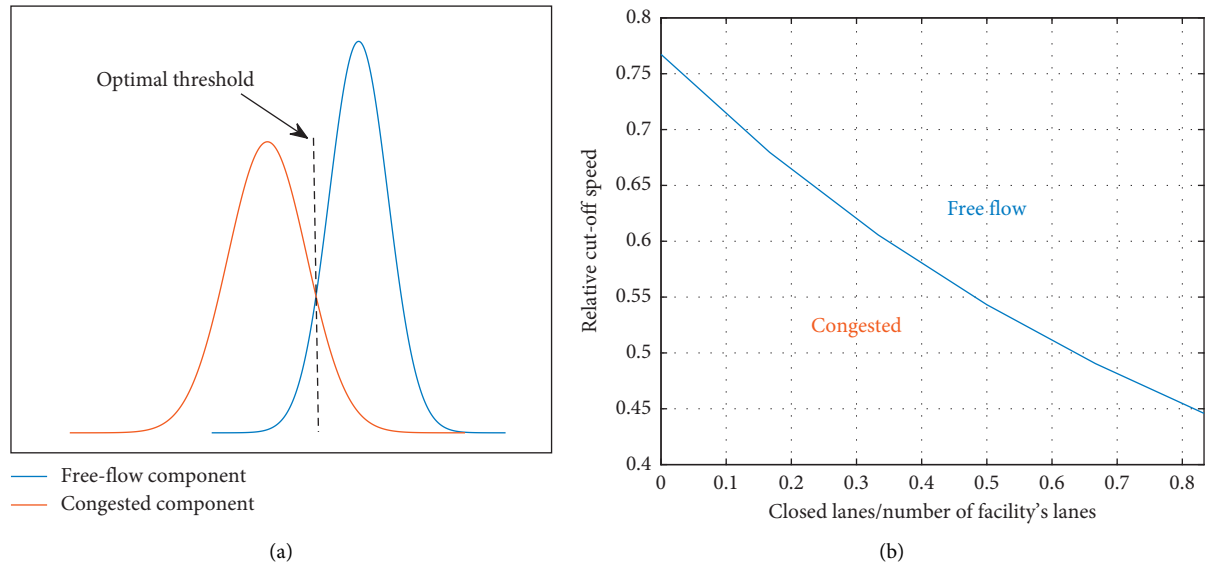 Optimal threshold
Free-flow component
Congested component
(a)
0.8
0.75
0.7
0.65
0.6
0.55
0.5
0.45
0.4
Relative cut-off speed
Free flow
Congested
0 0.1 0.2 0.3 0.4 0.5 0.6 0.7 0.8
Closed lanes/number of facility's lanes
(b)